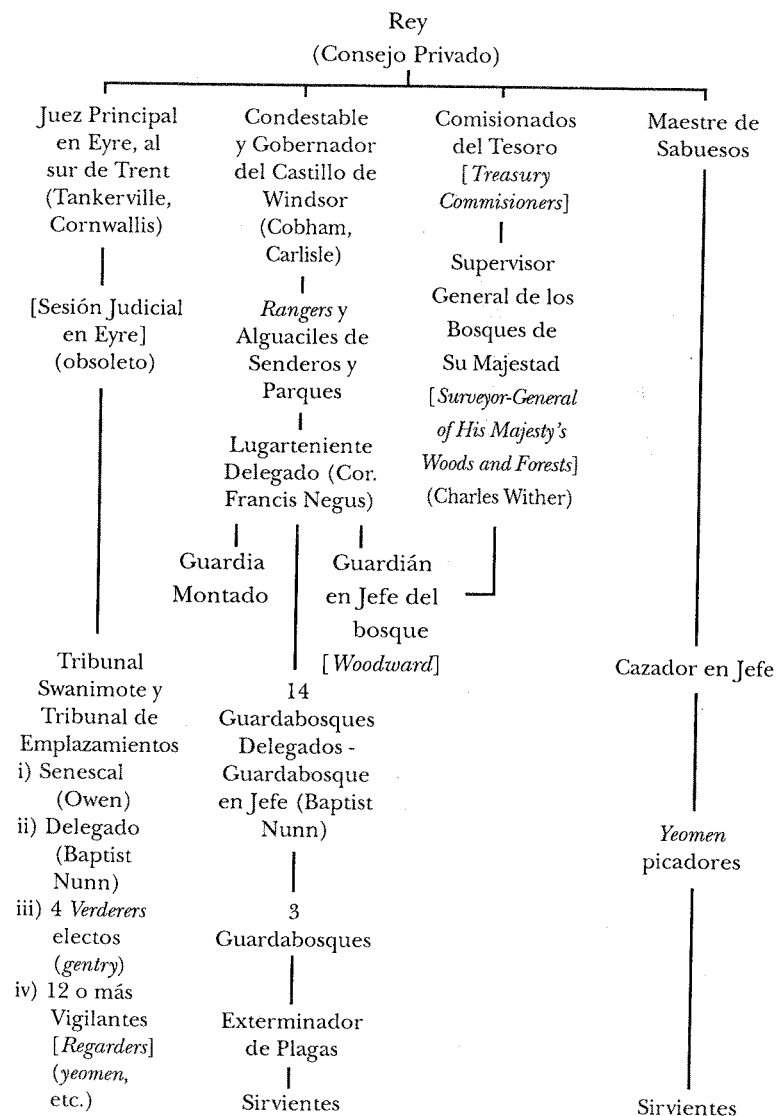 Rey
(Consejo Privado)
Juez Principal
en Eyre, al
sur de Trent
(Tankerville,
Cornwallis)
[Sesión Judicial
en Eyre]
(obsoleto)
Tribunal
Swanimote y
Tribunal de
Emplazamientos
i) Senescal
(Owen)
ii) Delegado
(Baptist
Nunn)
iii) 4 Verderers
electos
(gentry)
iv) 12 o más
Vigilantes
[Regarders]
(yeomen,
etc.)
Condestable
y Gobernador
del Castillo de
Windsor
(Cobham,
Carlisle)
Rangers y
Alguaciles de
Senderos y
Parques
Lugarteniente
Delegado (Cor.
Francis Negus)
Guardia
Montado
Guardián
en Jefe del
bosque
[Woodward]
14
Guardabosques
Delegados -
Guardabosque
en Jefe (Baptist
Nunn)
3
Guardabosques
Exterminador
de Plagas
Sirvientes
Comisionados
del Tesoro
[Treasury
Commisioners]
Supervisor
General de los
Bosques de
Su Majestad
[Surveyor-General
of His Majesty's
Woods and Forests]
(Charles Wither)
Maestre de
Sabuesos
Cazador en Jefe
Yeomen
picadores
Sirvientes